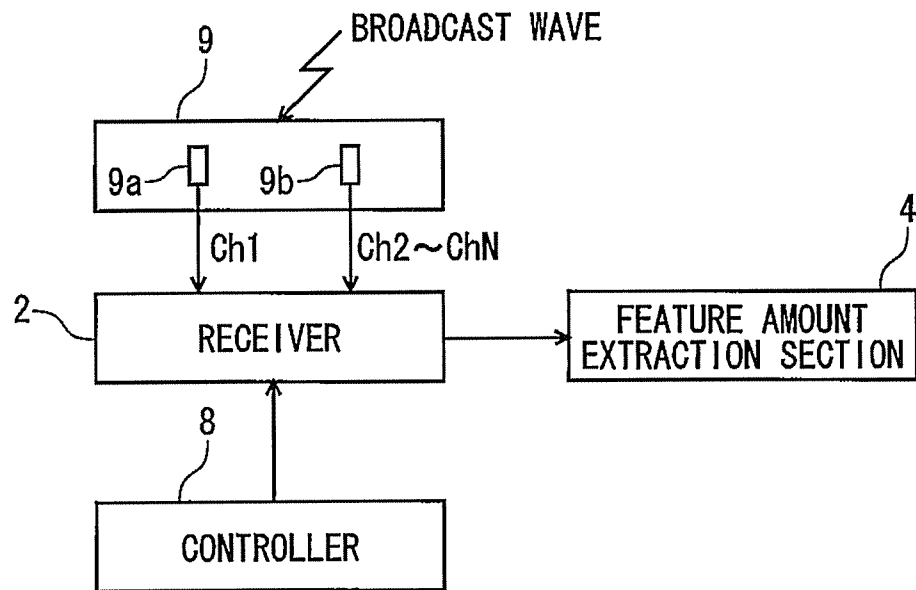 BROADCAST WAVE
9
9a
9b
Ch1
Ch2~ChN
4
2
RECEIVER
FEATURE AMOUNT
EXTRACTION SECTION
8
CONTROLLER